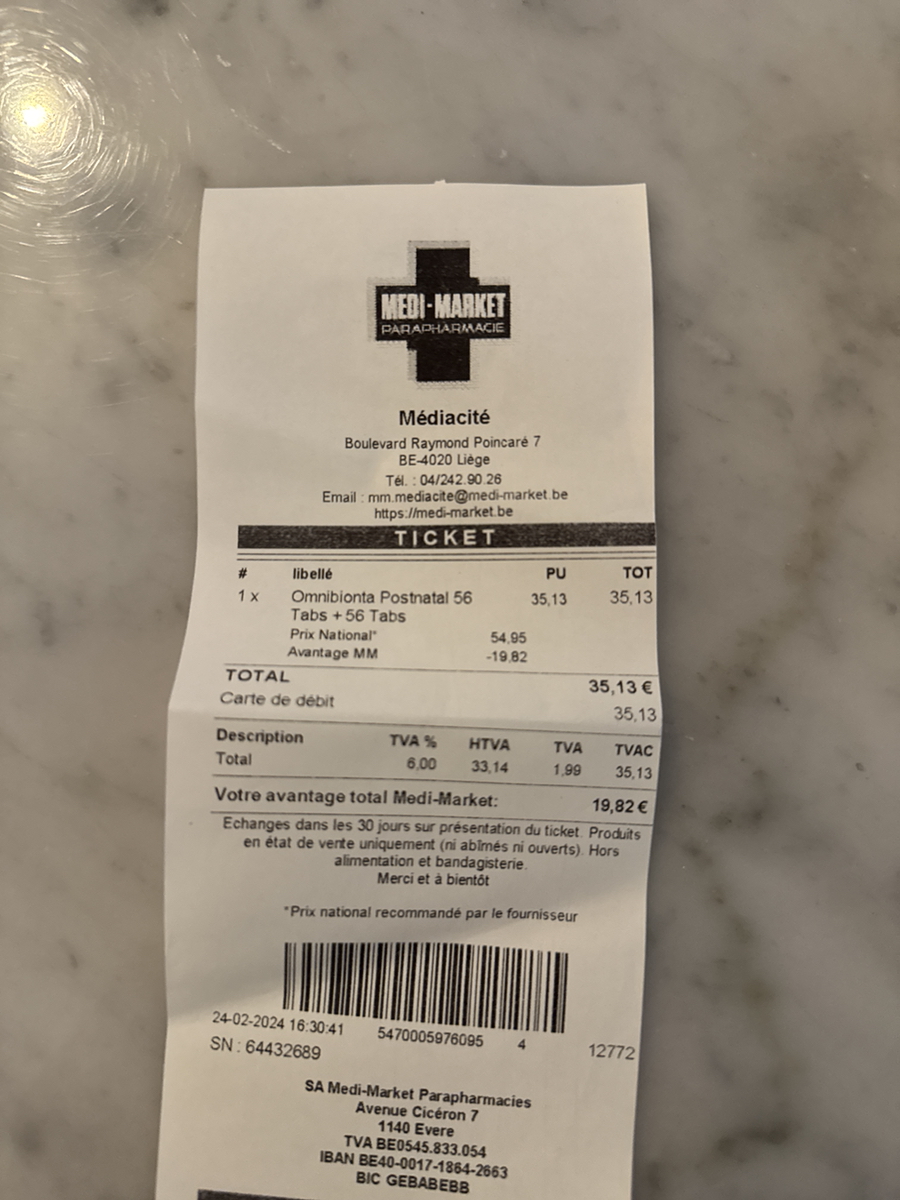 MEDI-MARKET
PARAPHARMACIE
Médiacité
Boulevard Raymond Poincaré 7
BE-4020 Liège
Tél. : 04/242.90.26
Email : mm.mediacite@medi-market.be
https://medi-market.be
TICKET
# libellé PU TOT
1 x Omnibionta Postnatal 56 35,13 35,13
Tabs + 56 Tabs
Prix National* 54,95
Avantage MM -19,82
TOTAL 35,13 €
Carte de débit 35,13
Description TVA % HTVA TVA TVAC
Total 6,00 33,14 1,99 35,13
Votre avantage total Medi-Market: 19,82 €
Echanges dans les 30 jours sur présentation du ticket. Produits
en état de vente uniquement (ni abîmés ni ouverts). Hors
alimentation et bandagisterie.
Merci et à bientôt
*Prix national recommandé par le fournisseur
24-02-2024 16:30:41 5470005976095 4 12772
SN : 64432689
SA Medi-Market Parapharmacies
Avenue Cicéron 7
1140 Evere
TVA BE0545.833.054
IBAN BE40-0017-1864-2663
BIC GEBABEBB